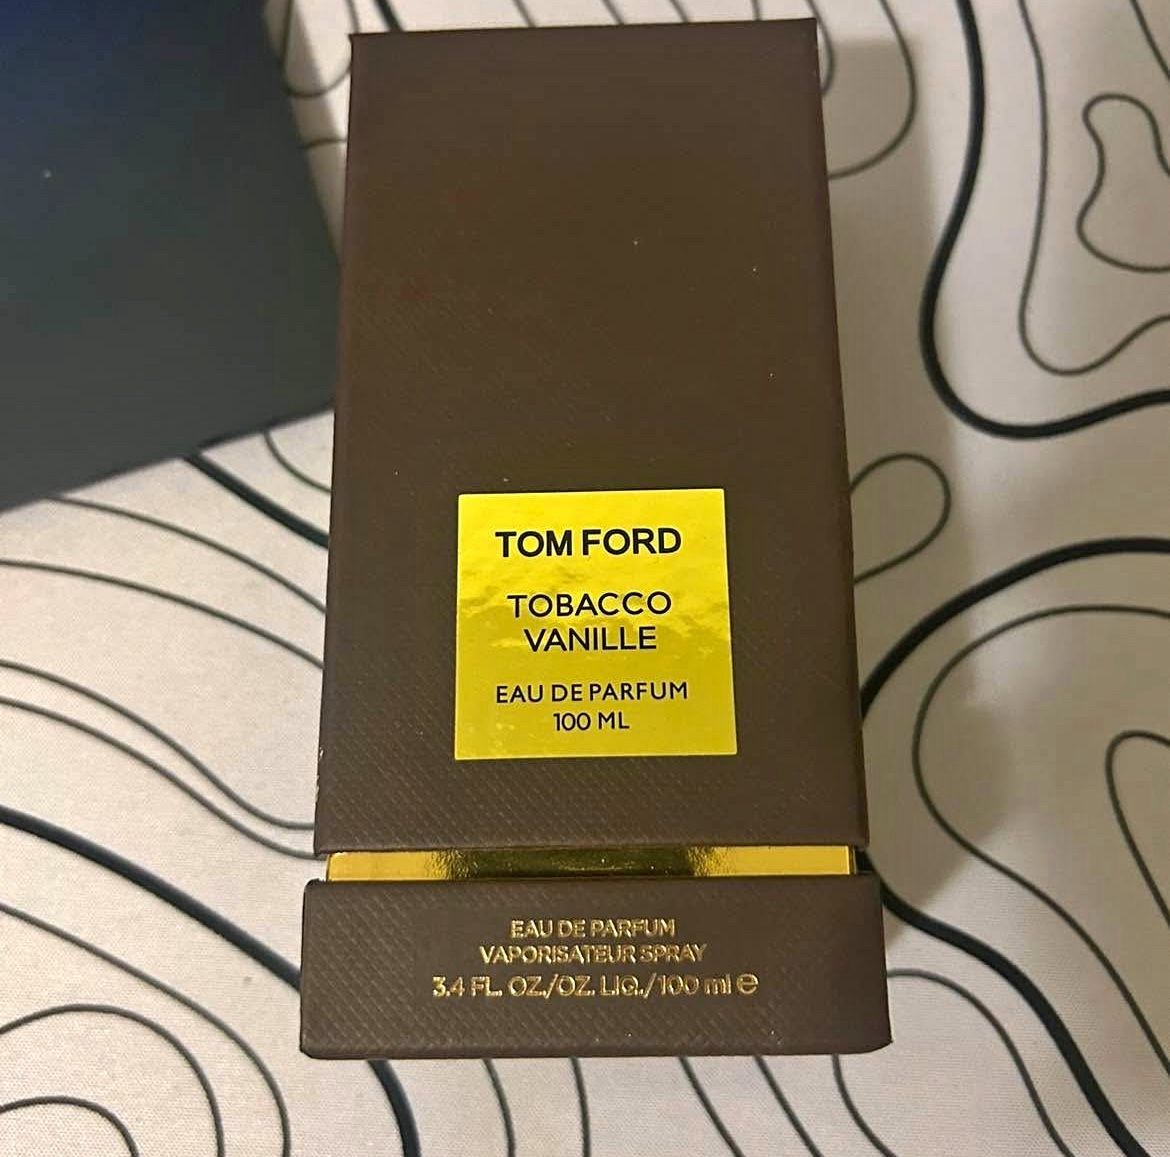 TOM FORD
TOBACCO
VANILLE
EAU DE PARFUM
100 ML
EAU DE PARFUM
VAPORISATEUR SPRAY
3.4 FL. OZ./OZ. LIQ./100 ml e